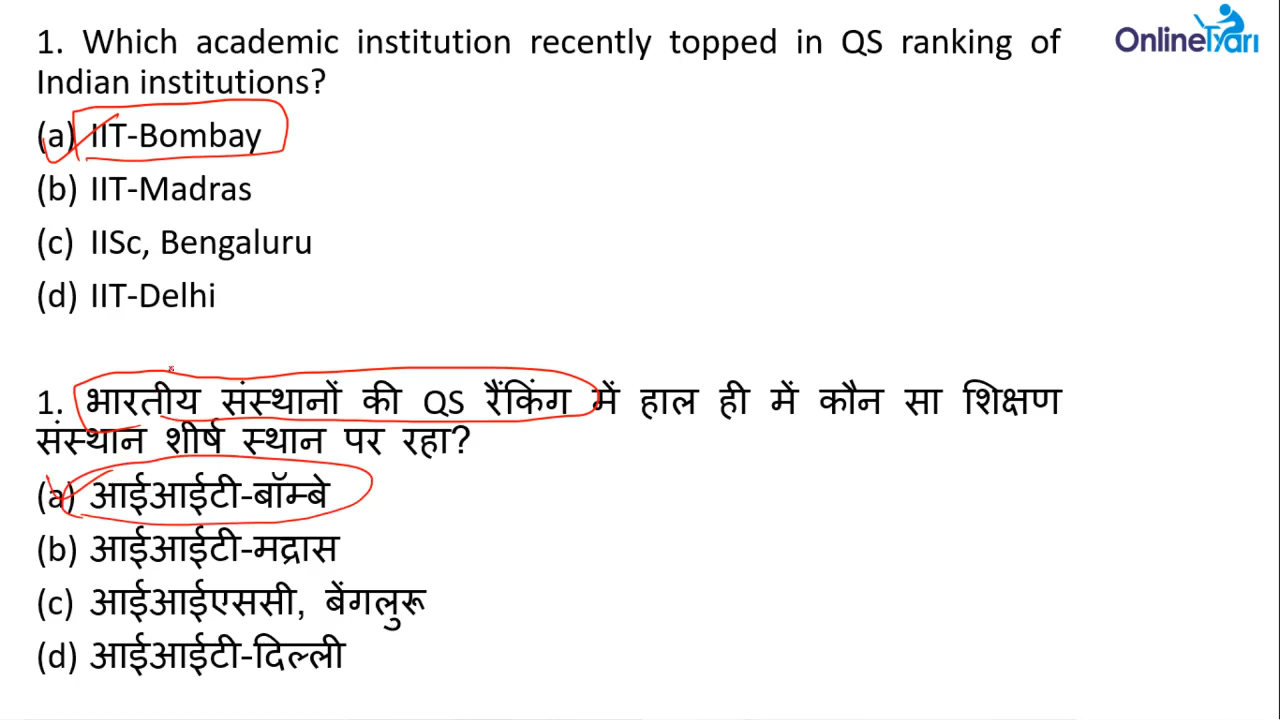 1. Which academic institution recently topped in QS ranking of
Indian institutions?
OnlineTyari
(a) IIT-Bombay
(b) IIT-Madras
(c) IISc, Bengaluru
(d) IIT-Delhi
1. भारतीय संस्थानों की QS रैंकिंग में हाल ही में कौन सा शिक्षण
संस्थान शीर्ष स्थान पर रहा?
(a) आईआईटी-बॉम्बे
(b) आईआईटी-मद्रास
(c) आईआईएससी, बेंगलुरू
(d) आईआईटी-दिल्ली